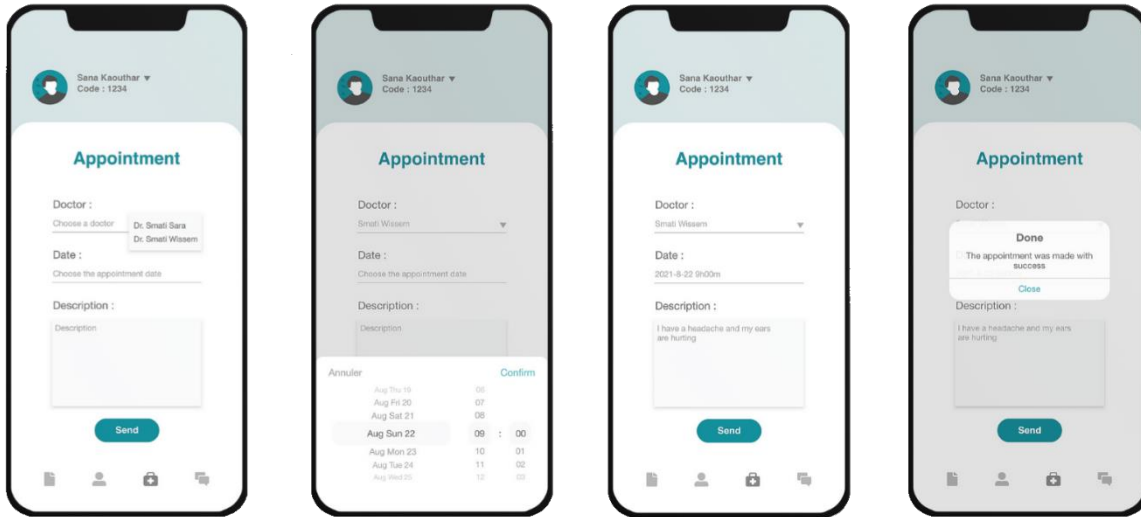 Sana Kaouthar
Code : 1234
Appointment
Doctor :
Choose a doctor
Dr. Smati Sara
Dr. Smati Wissem
Date :
Choose the appointment date
Description :
Description
Send
Sana Kaouthar
Code : 1234
Appointment
Doctor :
Smati Wissem
Date :
Choose the appointment date
Description :
Description
Annuler Confirm
Aug Thu 19 06
Aug Fri 20 07
Aug Sat 21 08
Aug Sun 22 09 : 00
Aug Mon 23 10 01
Aug Tue 24 11 02
Aug Wed 25 12 03
Sana Kaouthar
Code : 1234
Appointment
Doctor :
Smati Wissem
Date :
2021-8-22 9h00m
Description :
I have a headache and my ears
are hurting
Send
Sana Kaouthar
Code : 1234
Appointment
Doctor :
Done
The appointment was made with
success
Close
Description :
I have a headache and my ears
are hurting
Send